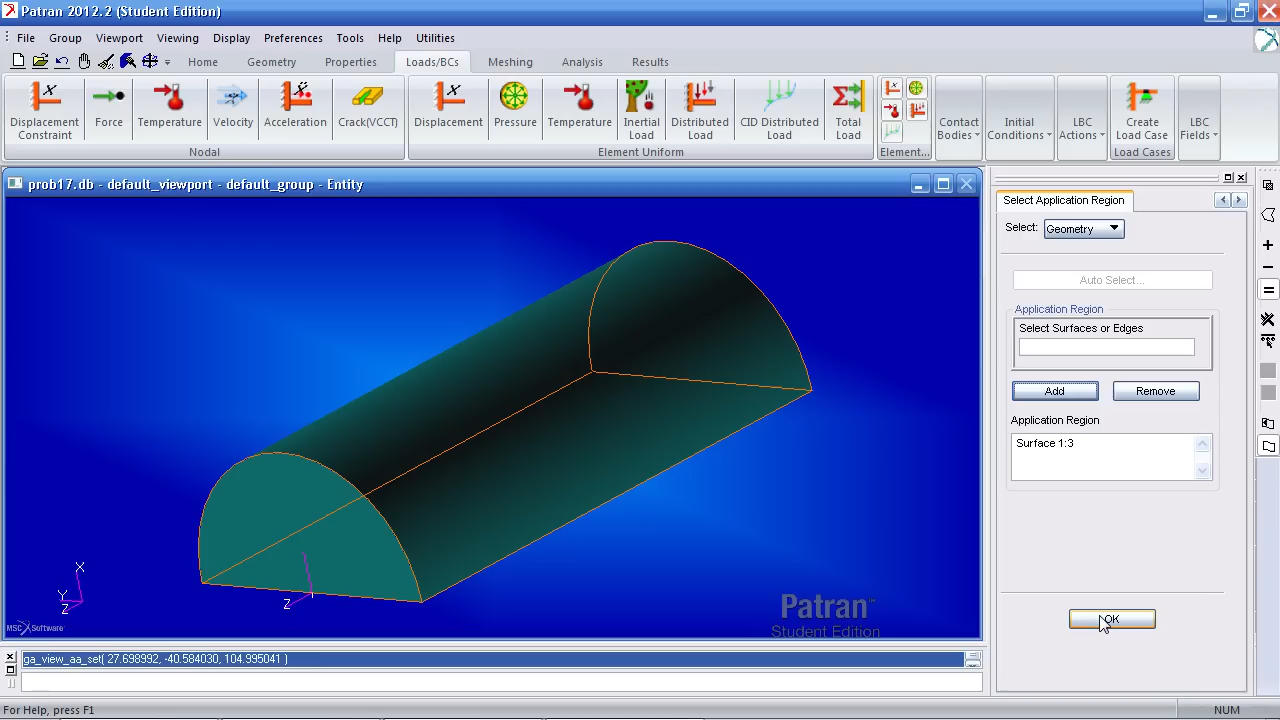 Patran 2012.2 (Student Edition)
File Group Viewport Viewing Display Preferences Tools Help Utilities
Home Geometry Properties Loads/BCs Meshing Analysis Results
Displacement Constraint
Force
Temperature
Velocity
Acceleration
Crack(VCCT)
Displacement
Pressure
Temperature
Inertial Load
Distributed Load
CID Distributed Load
Total Load
Contact Bodies
Initial Conditions
LBC Actions
Create Load Case
LBC Fields
Nodal
Element Uniform
Element...
Load Cases
prob17.db - default_viewport - default_group - Entity
Select Application Region
Select: Geometry
Auto Select...
Application Region
Select Surfaces or Edges
Add Remove
Application Region
Surface 1:3
OK
X
Y
Z
Z
MSC Software
Patran™
Student Edition
ga_view_aa_set( 27.698992, -40.584030, 104.995041 )
For Help, press F1
NUM